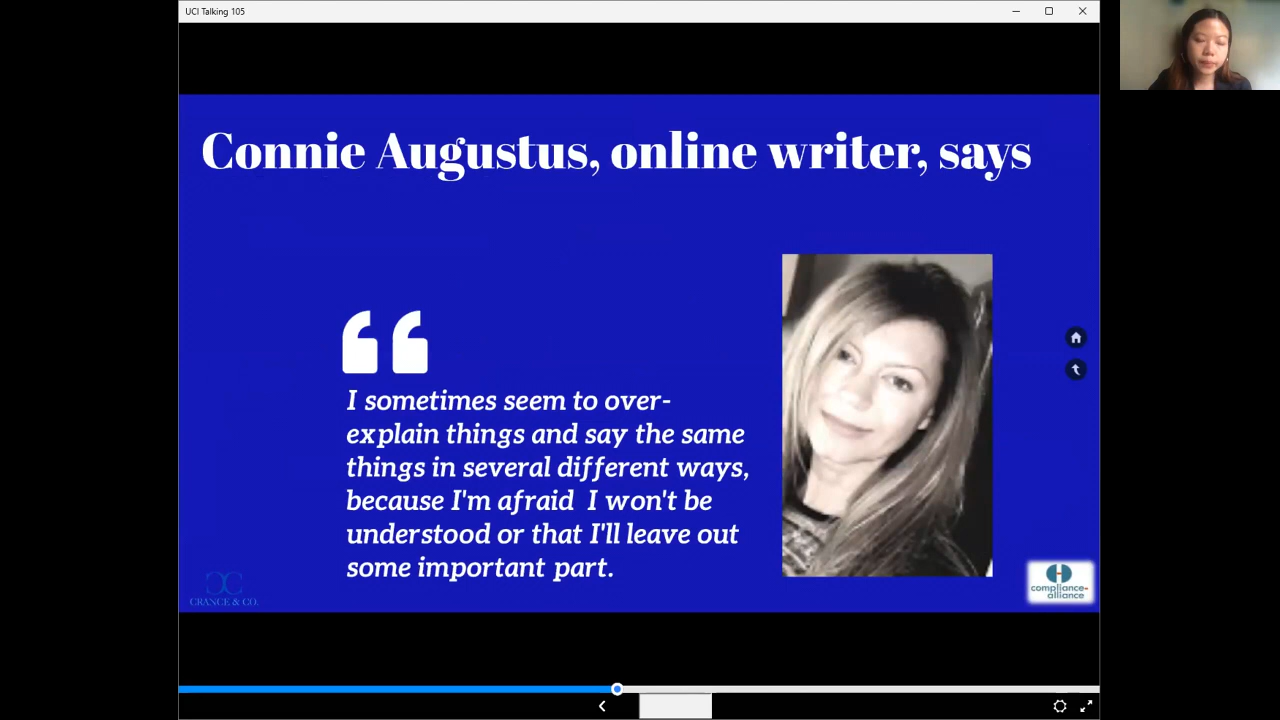 UCI Talking 105
Connie Augustus, online writer, says
I sometimes seem to over-
explain things and say the same
things in several different ways,
because I'm afraid I won't be
understood or that I'll leave out
some important part.
CRANCE & CO.
compliance-
alliance